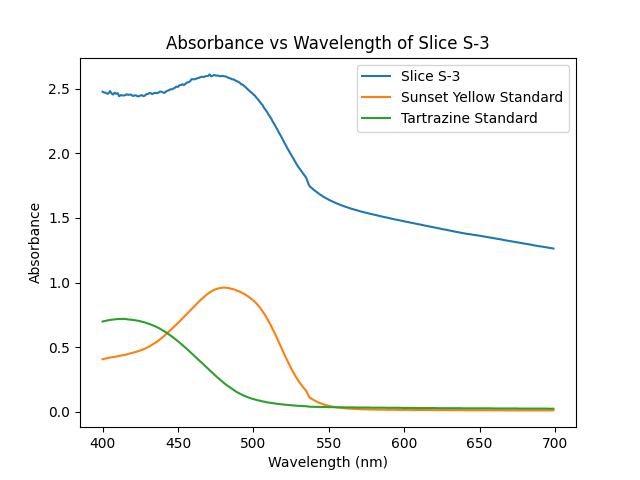 Absorbance vs Wavelength of Slice S-3
Slice S-3
Sunset Yellow Standard
Tartrazine Standard
Absorbance
2.5
2.0
1.5
1.0
0.5
0.0
400 450 500 550 600 650 700
Wavelength (nm)